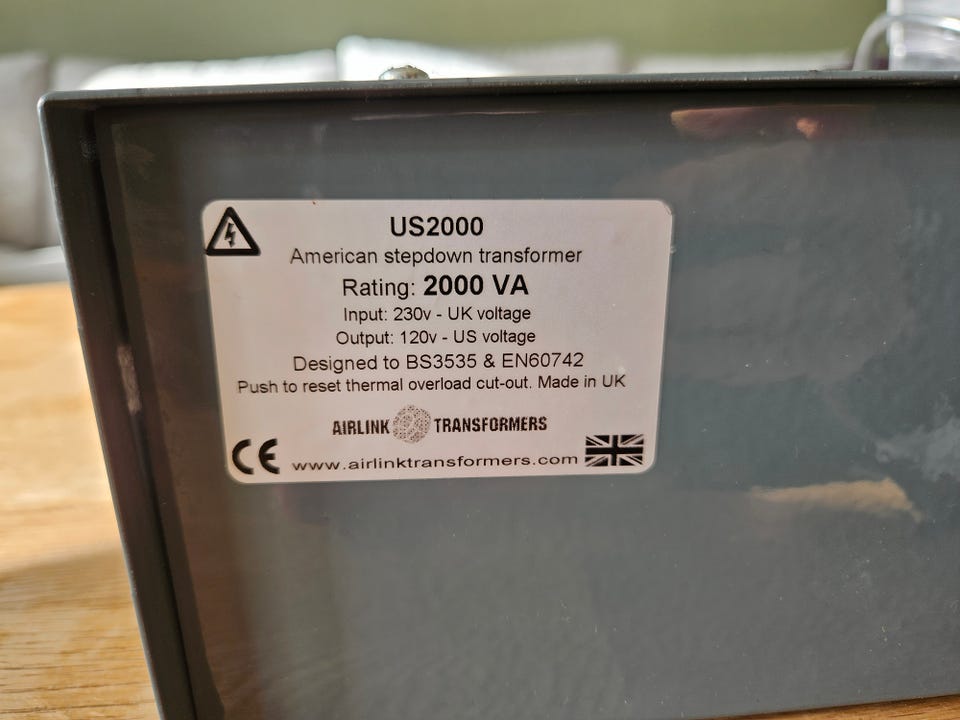 US2000
American stepdown transformer
Rating: 2000 VA
Input: 230v - UK voltage
Output: 120v - US voltage
Designed to BS3535 & EN60742
Push to reset thermal overload cut-out. Made in UK
AIRLINK TRANSFORMERS
CE www.airlinktransformers.com